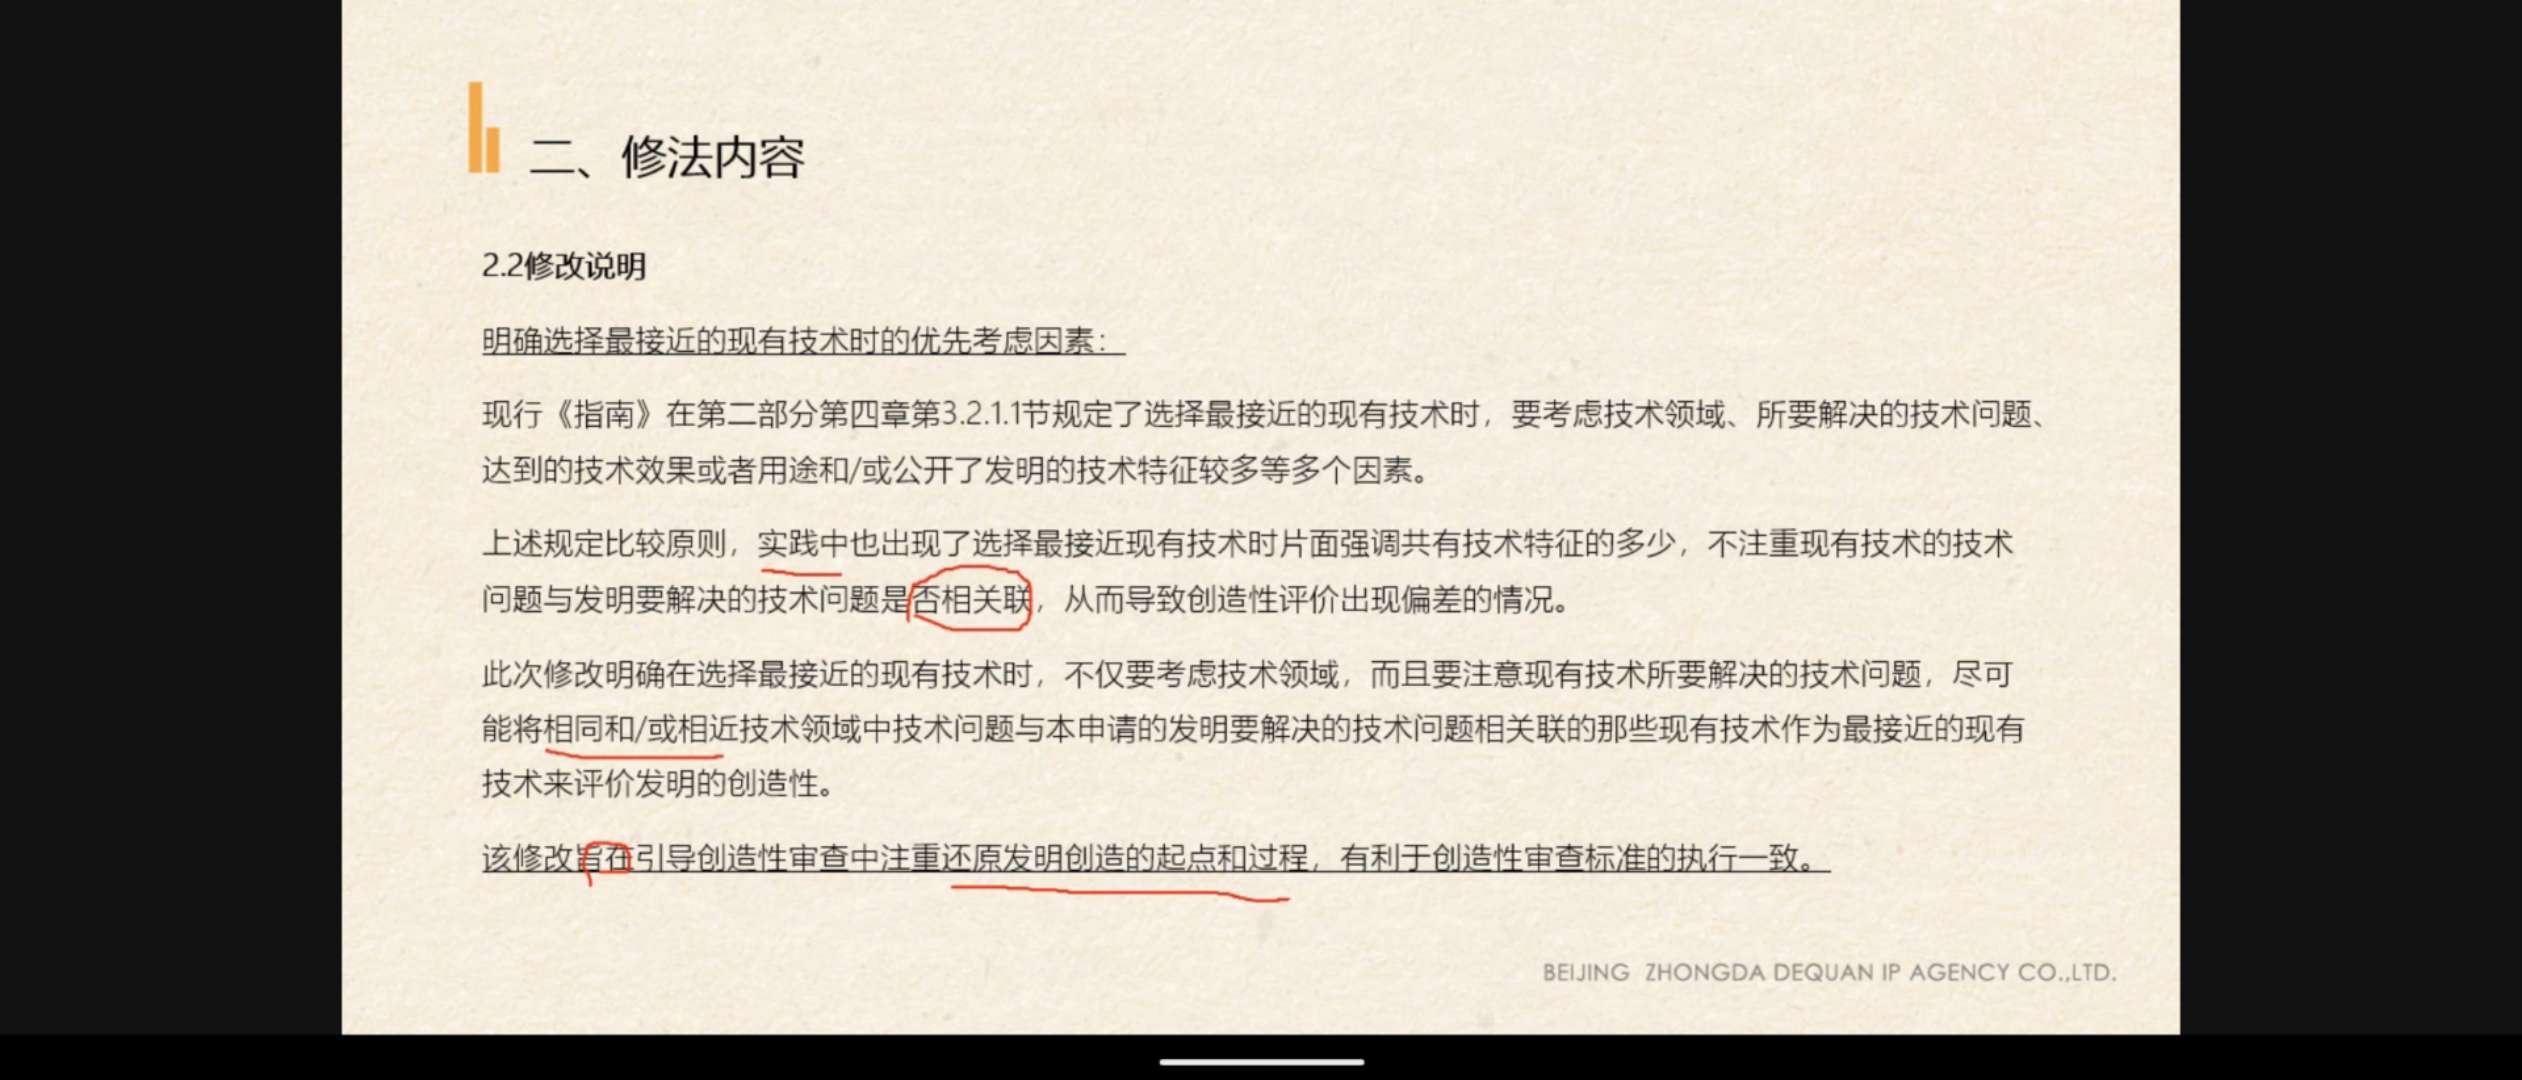 二、修法内容
2.2修改说明
明确选择最接近的现有技术时的优先考虑因素：
现行《指南》在第二部分第四章第3.2.1.1节规定了选择最接近的现有技术时，要考虑技术领域、所要解决的技术问题、
达到的技术效果或者用途和/或公开了发明的技术特征较多等多个因素。
上述规定比较原则，实践中也出现了选择最接近现有技术时片面强调共有技术特征的多少，不注重现有技术的技术
问题与发明要解决的技术问题是否相关联，从而导致创造性评价出现偏差的情况。
此次修改明确在选择最接近的现有技术时，不仅要考虑技术领域，而且要注意现有技术所要解决的技术问题，尽可
能将相同和/或相近技术领域中技术问题与本申请的发明要解决的技术问题相关联的那些现有技术作为最接近的现有
技术来评价发明的创造性。
该修改旨在引导创造性审查中注重还原发明创造的起点和过程，有利于创造性审查标准的执行一致。
BEIJING ZHONGDA DEQUAN IP AGENCY CO.,LTD.